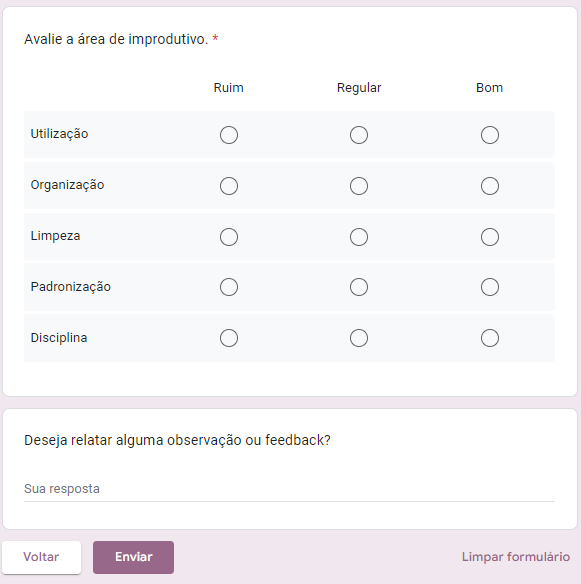 Avalie a área de improdutivo. *
Ruim Regular Bom
Utilização
Organização
Limpeza
Padronização
Disciplina
Deseja relatar alguma observação ou feedback?
Sua resposta
Voltar Enviar Limpar formulário